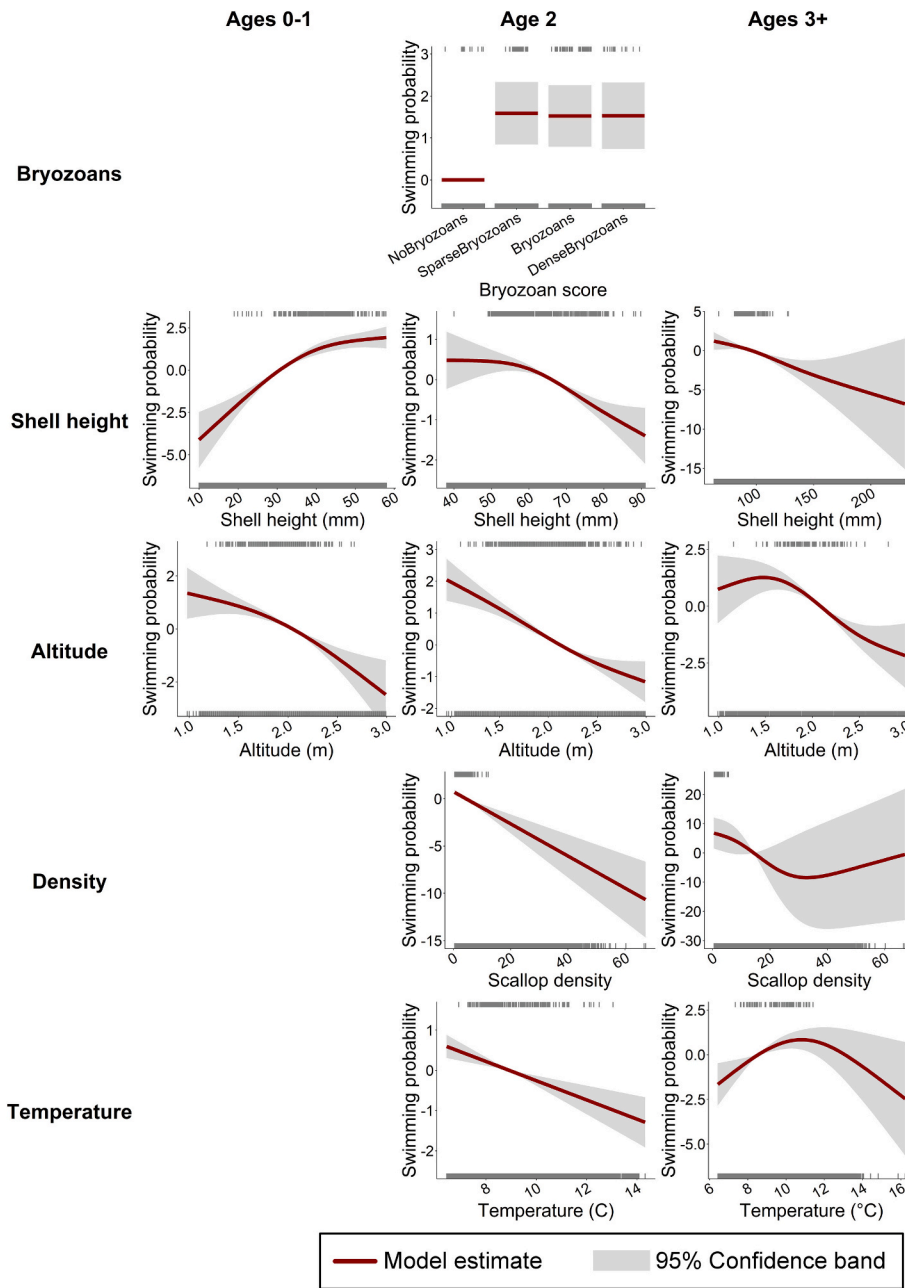 Ages 0-1 Age 2 Ages 3+
Bryozoans
Swimming probability
3
2
1
0
NoBryozoans SparseBryozoans Bryozoans DenseBryozoans
Bryozoan score
Shell height
Swimming probability
2.5
0.0
-2.5
-5.0
10 20 30 40 50 60
Shell height (mm)
Swimming probability
1
0
-1
-2
40 50 60 70 80 90
Shell height (mm)
Swimming probability
5
0
-5
-10
-15
100 150 200
Shell height (mm)
Altitude
Swimming probability
2
0
-2
1.0 1.5 2.0 2.5 3.0
Altitude (m)
Swimming probability
3
2
1
0
-1
-2
1.0 1.5 2.0 2.5 3.0
Altitude (m)
Swimming probability
2.5
0.0
-2.5
1.0 1.5 2.0 2.5 3.0
Altitude (m)
Density
Swimming probability
0
-5
-10
-15
0 20 40 60
Scallop density
Swimming probability
20
10
0
-10
-20
-30
0 20 40 60
Scallop density
Temperature
Swimming probability
1
0
-1
-2
8 10 12 14
Temperature (C)
Swimming probability
2.5
0.0
-2.5
-5.0
6 8 10 12 14 16
Temperature (°C)
Model estimate 95% Confidence band